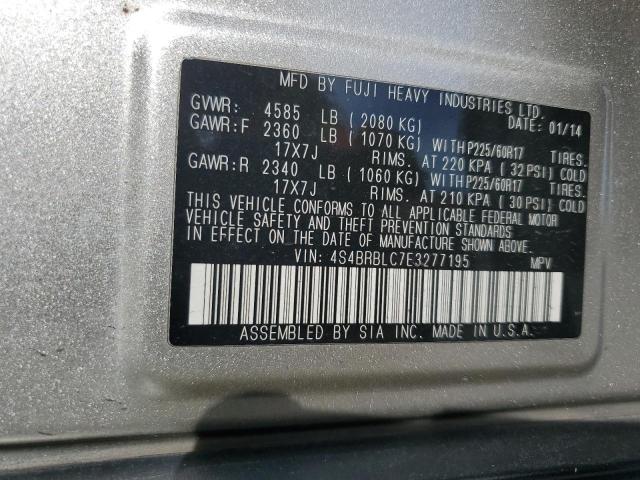 MFD BY FUJI HEAVY INDUSTRIES LTD.
GVWR: 4585 LB ( 2080 KG) DATE: 01/14
GAWR:F 2360 LB ( 1070 KG) WITH P225/60R17 TIRES.
17X7J RIMS. AT 220 KPA ( 32 PSI) COLD
GAWR:R 2340 LB ( 1060 KG) WITH P225/60R17 TIRES.
17X7J RIMS. AT 210 KPA ( 30 PSI) COLD
THIS VEHICLE CONFORMS TO ALL APPLICABLE FEDERAL MOTOR
VEHICLE SAFETY AND THEFT PREVENTION STANDARDS
IN EFFECT ON THE DATE OF MANUFACTURE SHOWN ABOVE.
VIN: 4S4BRBLC7E3277195 MPV
ASSEMBLED BY SIA INC. MADE IN U.S.A.